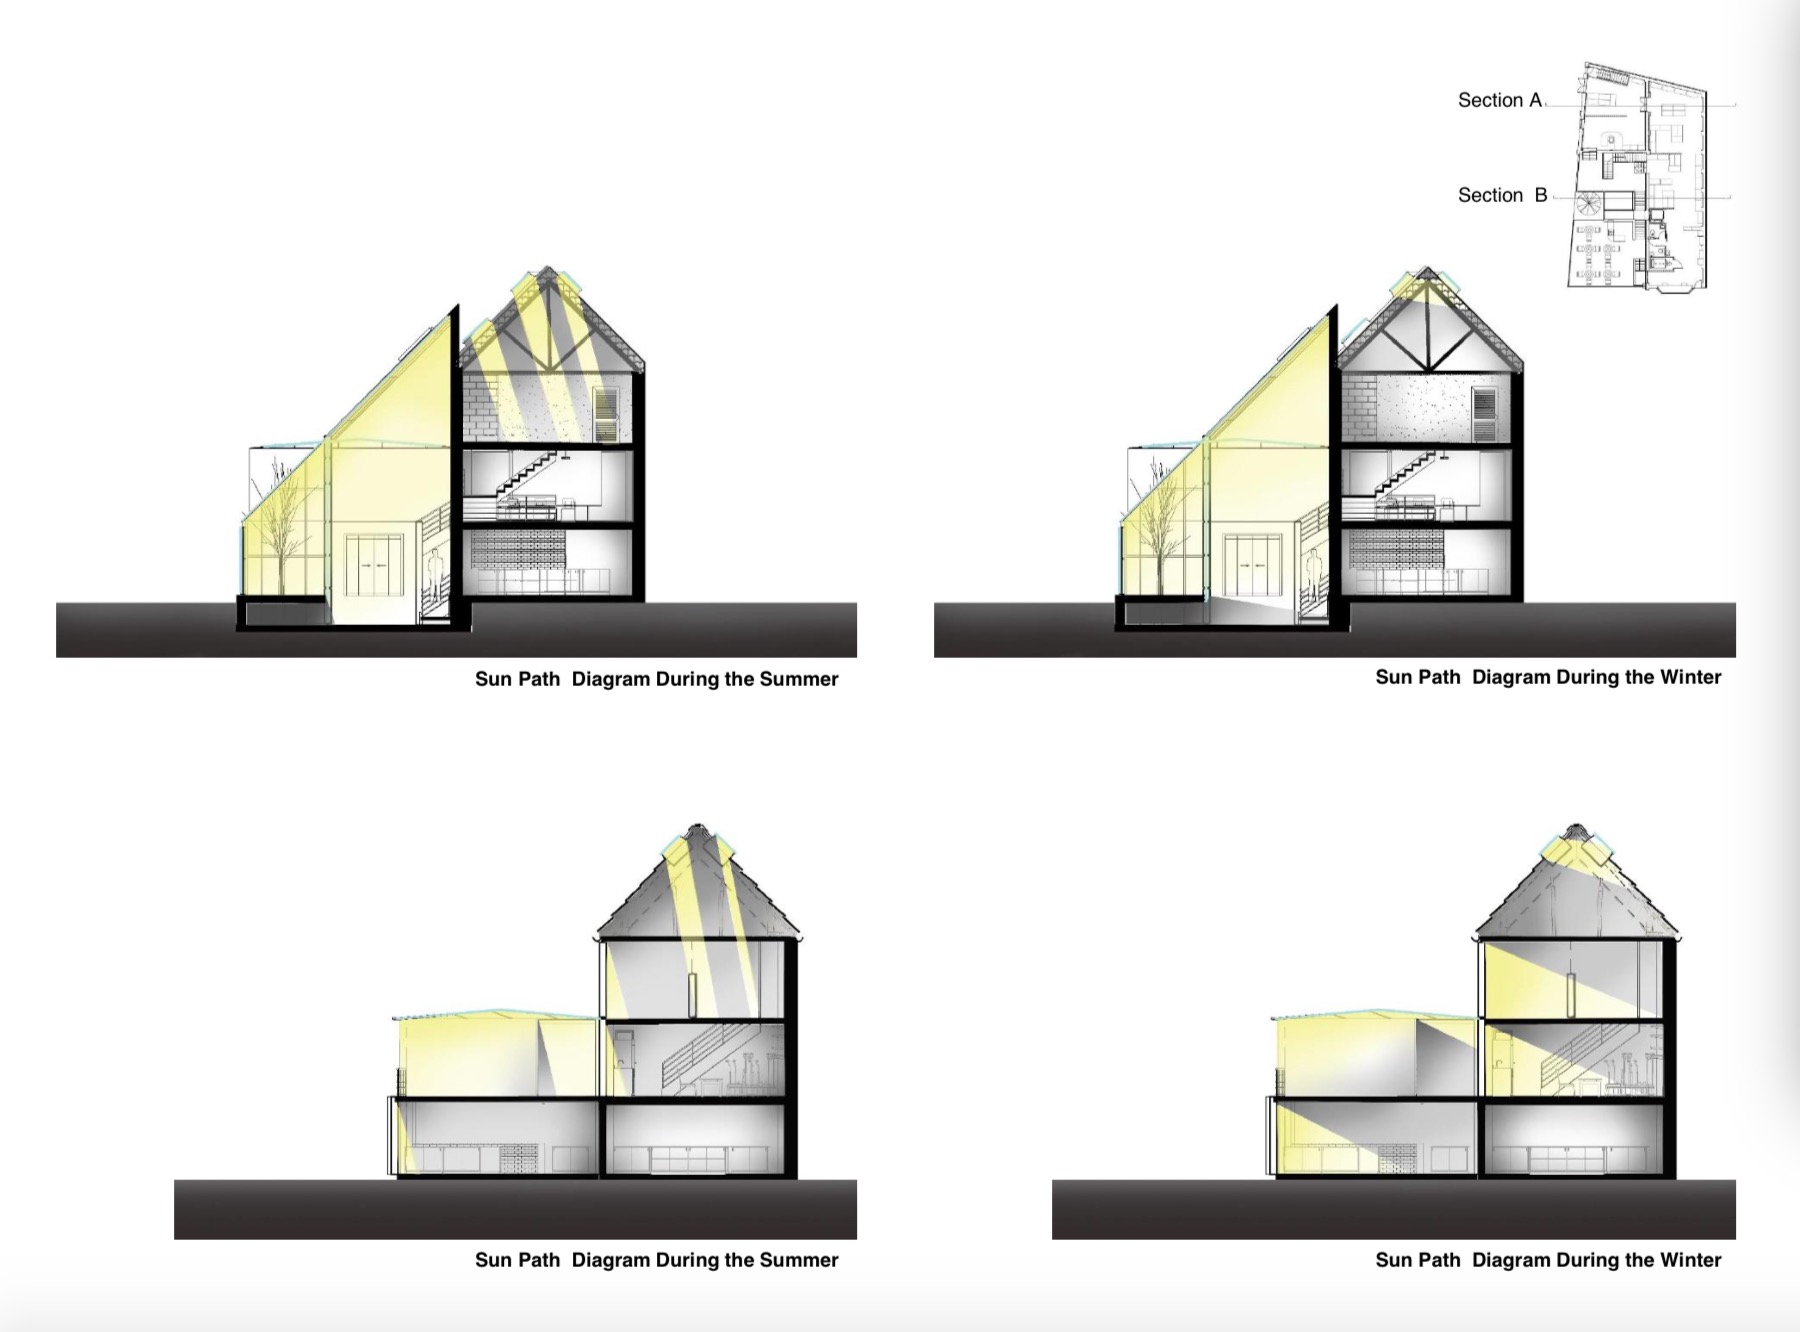 Section A
Section B
Sun Path Diagram During the Summer
Sun Path Diagram During the Winter
Sun Path Diagram During the Summer
Sun Path Diagram During the Winter